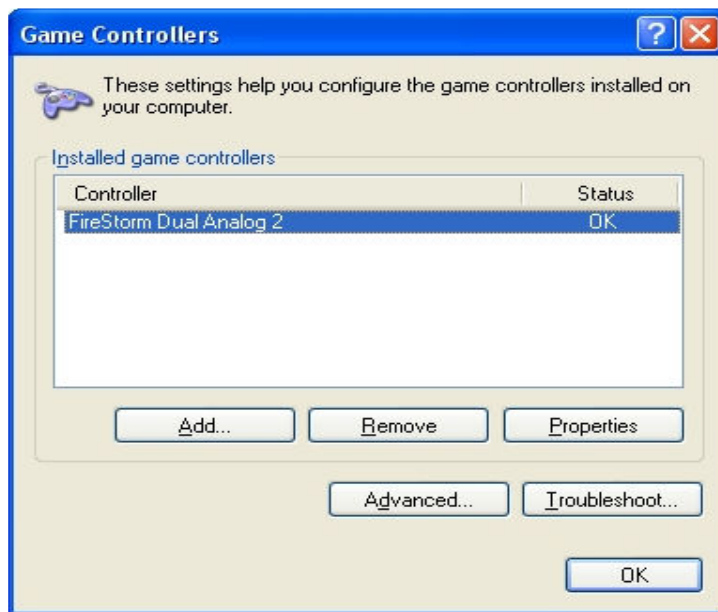 Game Controllers
These settings help you configure the game controllers installed on
your computer.
Installed game controllers
Controller Status
FireStorm Dual Analog 2 OK
Add... Remove Properties
Advanced... Troubleshoot...
OK